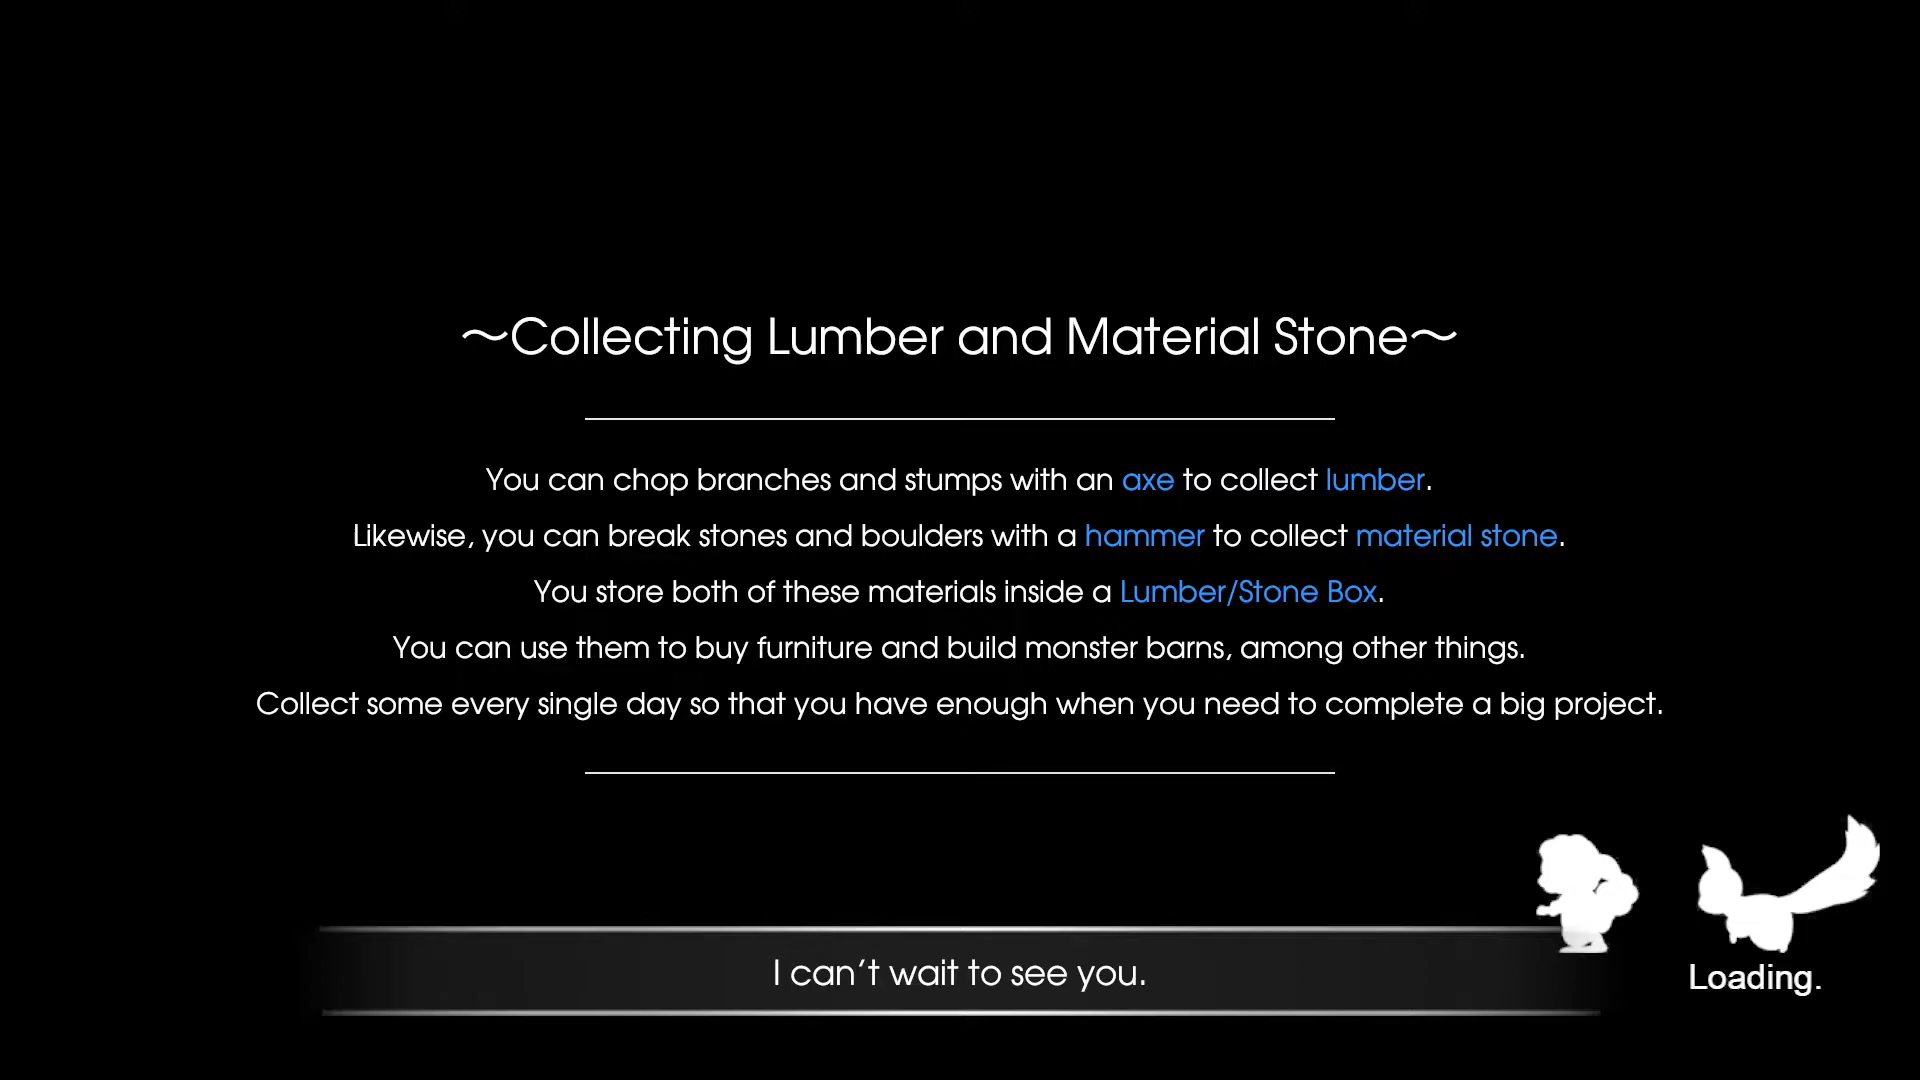 ～Collecting Lumber and Material Stone～
You can chop branches and stumps with an axe to collect lumber.
Likewise, you can break stones and boulders with a hammer to collect material stone.
You store both of these materials inside a Lumber/Stone Box.
You can use them to buy furniture and build monster barns, among other things.
Collect some every single day so that you have enough when you need to complete a big project.
I can’t wait to see you.
Loading.